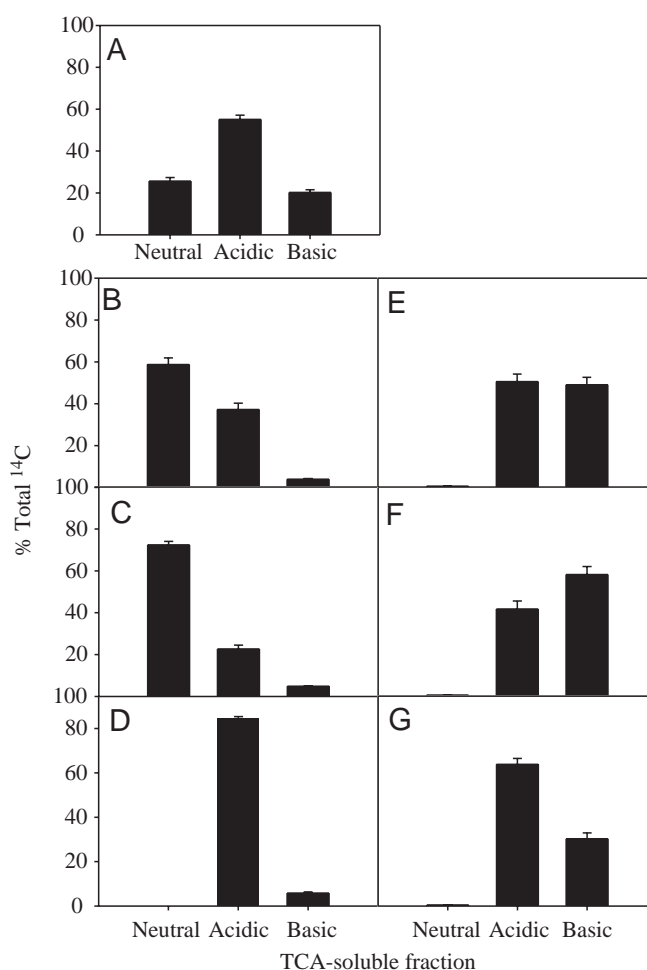 100
A
80
60
40
20
0
Neutral Acidic Basic
100
B E
80
60
40
20
100
C F
80
60
40
20
100
D G
80
60
40
20
0
Neutral Acidic Basic Neutral Acidic Basic
% Total ¹⁴C
TCA-soluble fraction